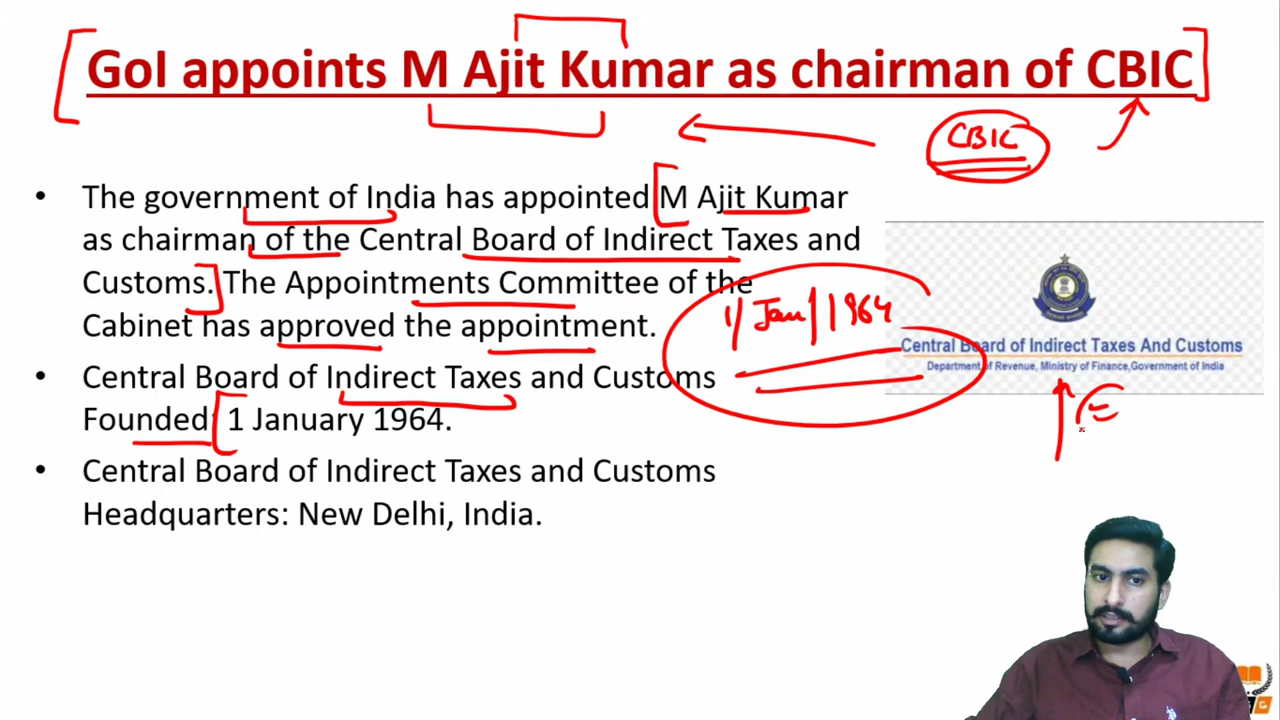 GoI appoints M Ajit Kumar as chairman of CBIC
CBIC
• The government of India has appointed M Ajit Kumar
as chairman of the Central Board of Indirect Taxes and
Customs. The Appointments Committee of the
Cabinet has approved the appointment.
1/ Jan/ 1964
Central Board of Indirect Taxes And Customs
Department of Revenue, Ministry of Finance,Government of India
• Central Board of Indirect Taxes and Customs
Founded: 1 January 1964.
• Central Board of Indirect Taxes and Customs
Headquarters: New Delhi, India.